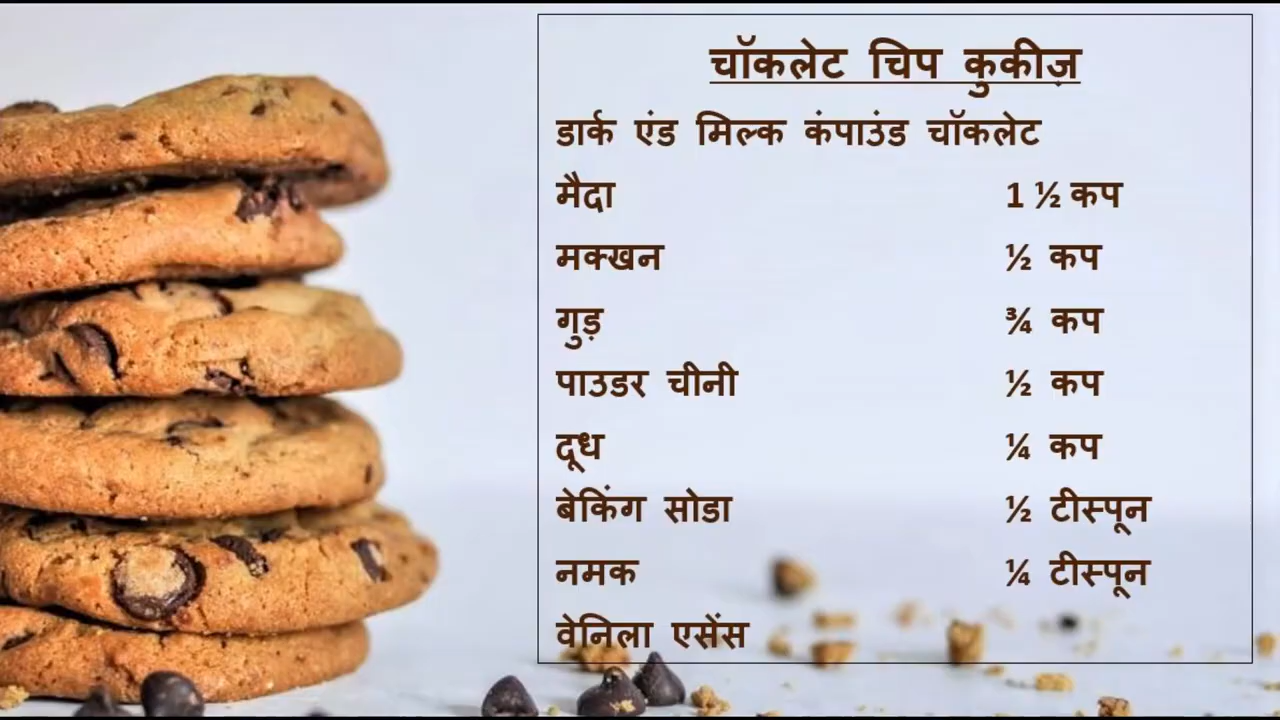 चॉकलेट चिप कुकीज़
डार्क एंड मिल्क कंपाउंड चॉकलेट
मैदा 1 ½ कप
मक्खन ½ कप
गुड़ ¾ कप
पाउडर चीनी ½ कप
दूध ¼ कप
बेकिंग सोडा ½ टीस्पून
नमक ¼ टीस्पून
वेनिला एसेंस